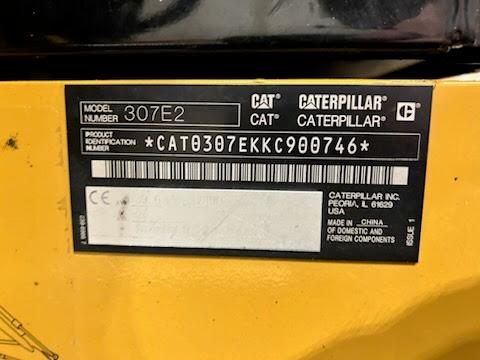 MODEL NUMBER 307E2
CAT CATERPILLAR C
CAT® CATERPILLAR®
PRODUCT IDENTIFICATION NUMBER *CAT0307EKKC900746*
CE
CATERPILLAR INC.
PEORIA, IL 61629
USA
MADE IN CHINA
OF DOMESTIC AND
FOREIGN COMPONENTS
ISSUE 1